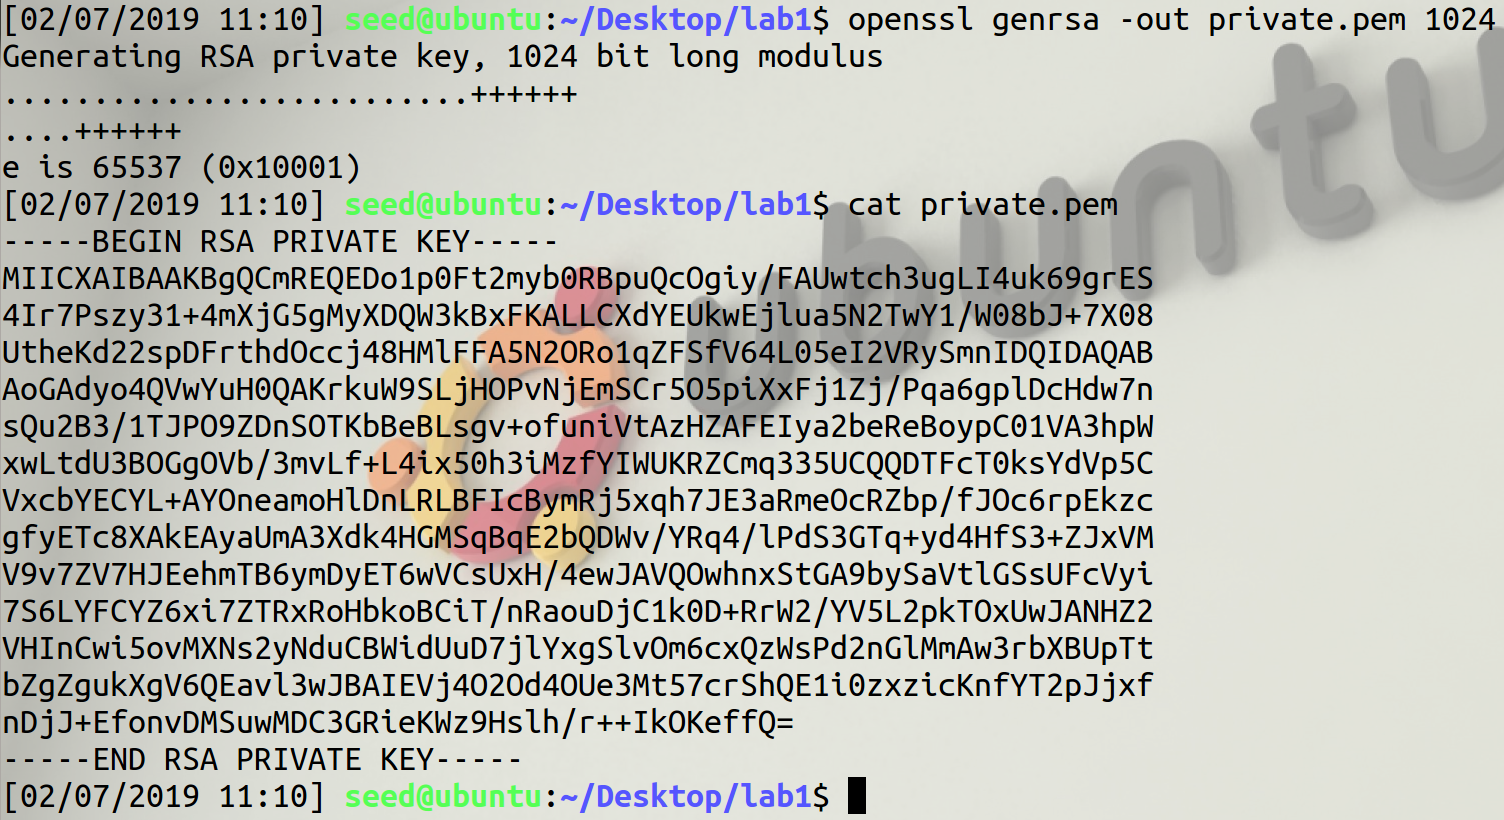 [02/07/2019 11:10] seed@ubuntu:~/Desktop/lab1$ openssl genrsa -out private.pem 1024
Generating RSA private key, 1024 bit long modulus
..........................++++++
....++++++
e is 65537 (0x10001)
[02/07/2019 11:10] seed@ubuntu:~/Desktop/lab1$ cat private.pem
-----BEGIN RSA PRIVATE KEY-----
MIICXAIBAAKBgQCmREQEDo1p0Ft2myb0RBpuQcOgiy/FAUwtch3ugLI4uk69grES
4Ir7Pszy31+4mXjG5gMyXDQW3kBxFKALLCXdYEUkwEjlua5N2TwY1/W08bJ+7X08
UtheKd22spDFrthdOccj48HMlFFA5N2ORo1qZFSfV64L05eI2VRySmnIDQIDAQAB
AoGAdyo4QVwYuH0QAKrkuW9SLjHOPvNjEmSCr5O5piXxFj1Zj/Pqa6gplDcHdw7n
sQu2B3/1TJPO9ZDnSOTKbBeBLsgv+ofuniVtAzHZAFEIya2beReBoypC01VA3hpW
xwLtdU3BOGgOVb/3mvLf+L4ix50h3iMzfYIWUKRZCmq335UCQQDTFcT0ksYdVp5C
VxcbYECYL+AYOneamoHlDnLRLBFIcBymRj5xqh7JE3aRmeOcRZbp/fJOc6rpEkzc
gfyETc8XAkEAyaUmA3Xdk4HGMSqBqE2bQDWv/YRq4/lPdS3GTq+yd4HfS3+ZJxVM
V9v7ZV7HJEehmTB6ymDyET6wVCsUxH/4ewJAVQOwhnxStGA9bySaVtlGSsUFcVyi
7S6LYFCYZ6xi7ZTRxRoHbkoBCiT/nRaouDjC1k0D+RrW2/YV5L2pkTOxUwJANHZ2
VHInCwi5ovMXNs2yNduCBWidUuD7jlYxgSlvOm6cxQzWsPd2nGlMmAw3rbXBUpTt
bZgZgukXgV6QEavl3wJBAIEVj4O2Od4OUe3Mt57crShQE1i0zxzicKnfYT2pJjxf
nDjJ+EfonvDMSuwMDC3GRieKWz9Hslh/r++IkOKeffQ=
-----END RSA PRIVATE KEY-----
[02/07/2019 11:10] seed@ubuntu:~/Desktop/lab1$
ubuntu